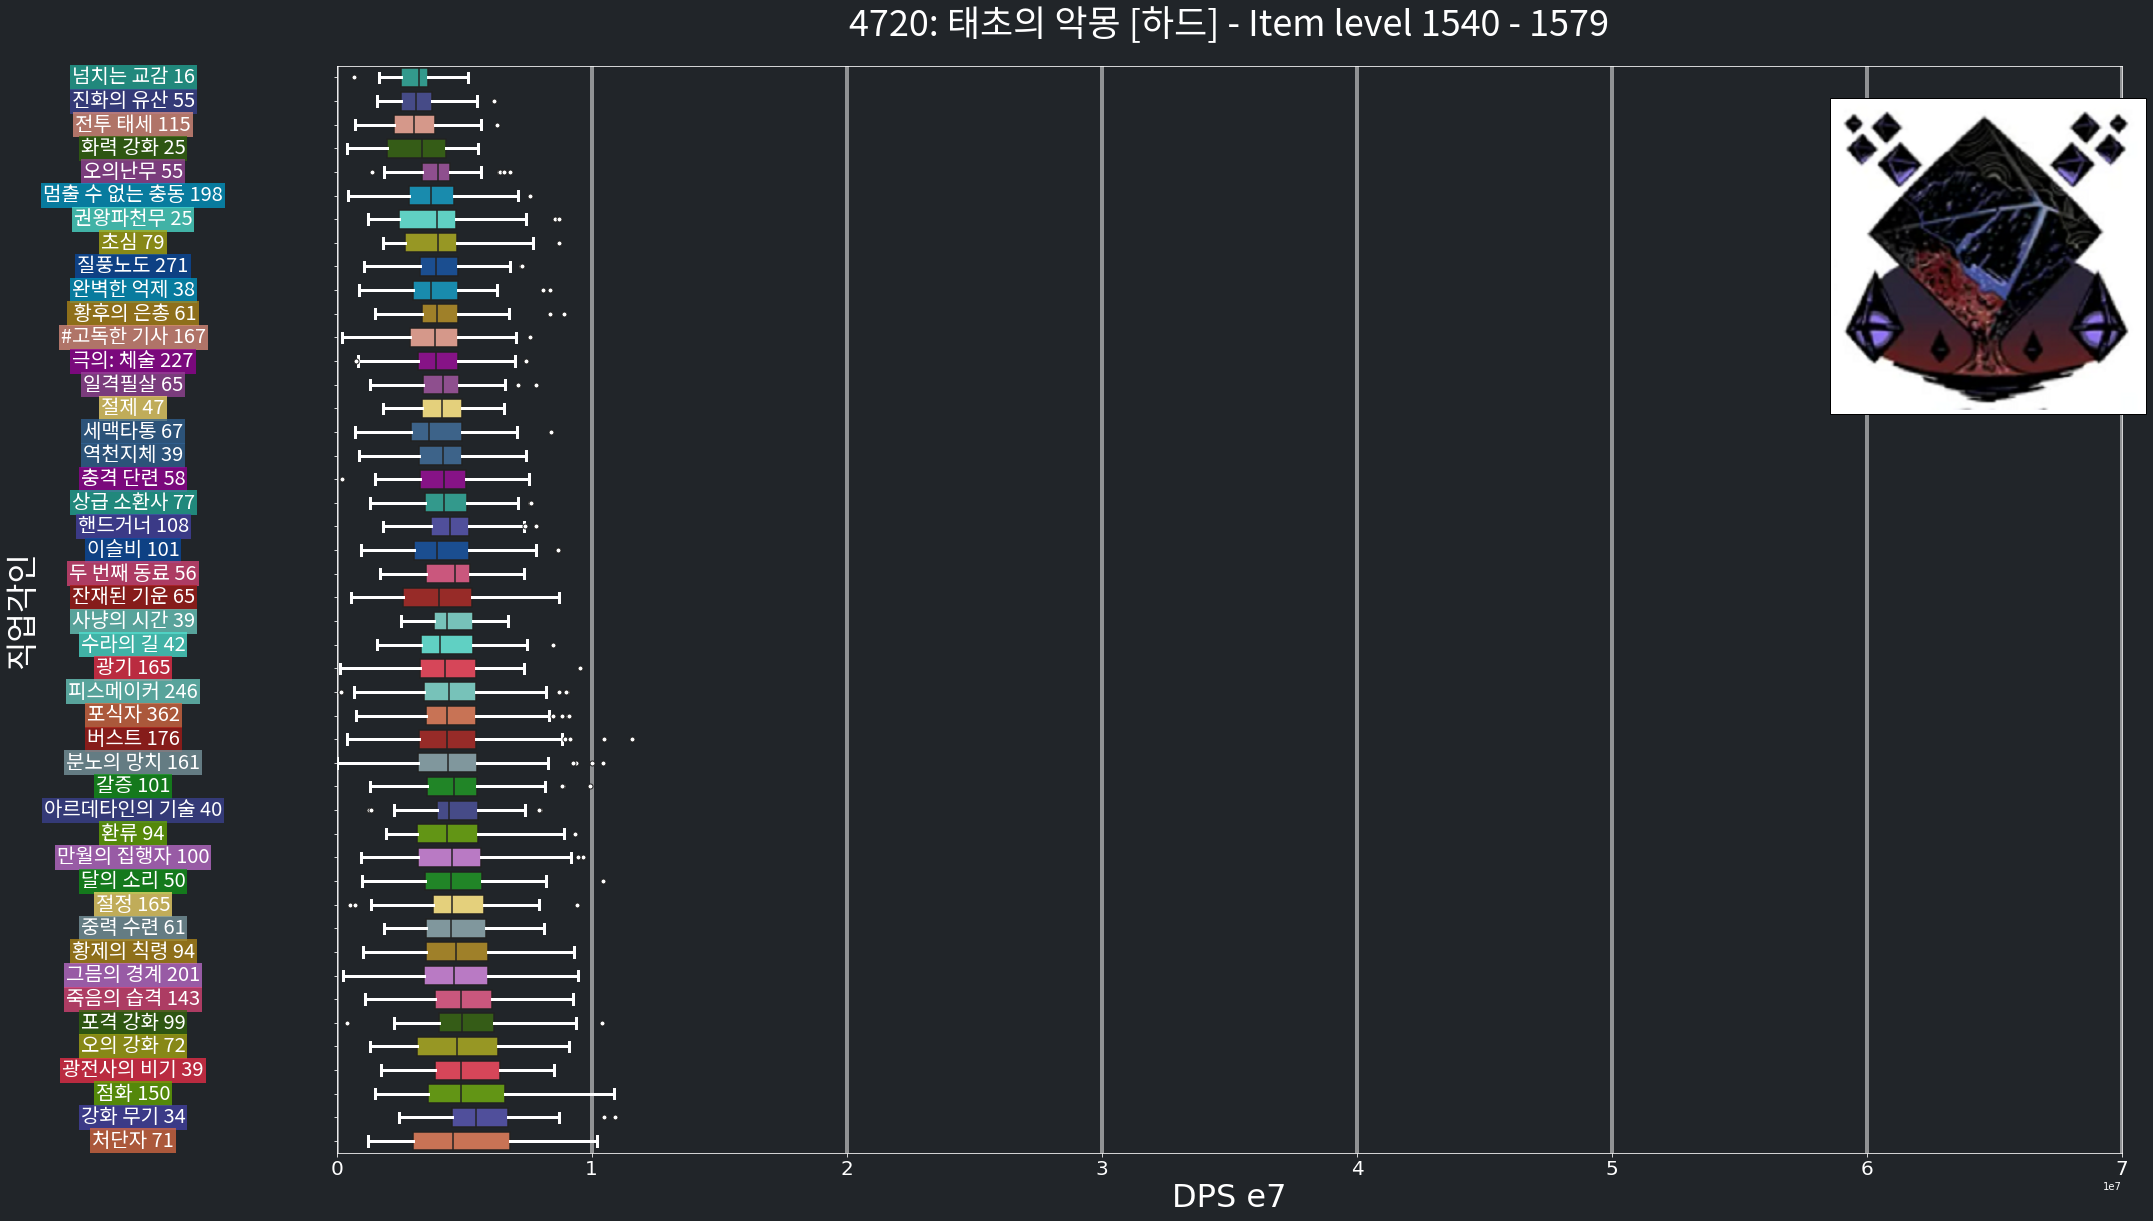 4720: 태초의 악몽 [하드] - Item level 1540 - 1579
넘치는 교감 16
진화의 유산 55
전투 태세 115
화력 강화 25
오의난무 55
멈출 수 없는 충동 198
권왕파천무 25
초심 79
질풍노도 271
완벽한 억제 38
황후의 은총 61
#고독한 기사 167
극의: 체술 227
일격필살 65
절제 47
세맥타통 67
역천지체 39
충격 단련 58
상급 소환사 77
핸드거너 108
이슬비 101
두 번째 동료 56
잔재된 기운 65
사냥의 시간 39
수라의 길 42
광기 165
피스메이커 246
포식자 362
버스트 176
분노의 망치 161
갈증 101
아르데타인의 기술 40
환류 94
만월의 집행자 100
달의 소리 50
절정 165
중력 수련 61
황제의 칙령 94
그믐의 경계 201
죽음의 습격 143
포격 강화 99
오의 강화 72
광전사의 비기 39
점화 150
강화 무기 34
처단자 71
직업각인
0 1 2 3 4 5 6 7
1e7
DPS e7